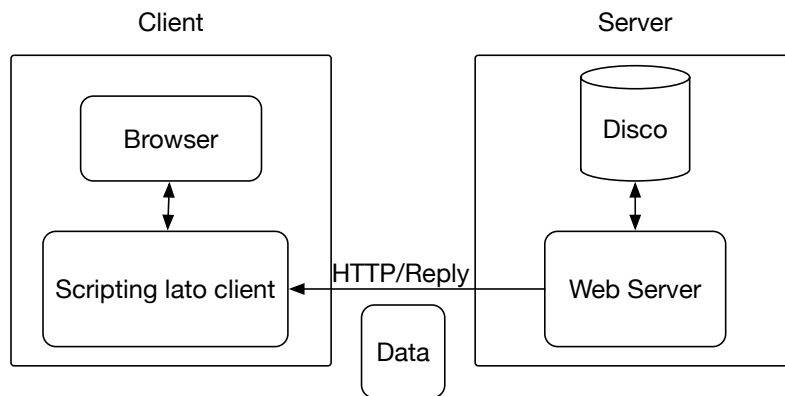 Client
Server
Browser
Disco
Scripting lato client
HTTP/Reply
Web Server
Data